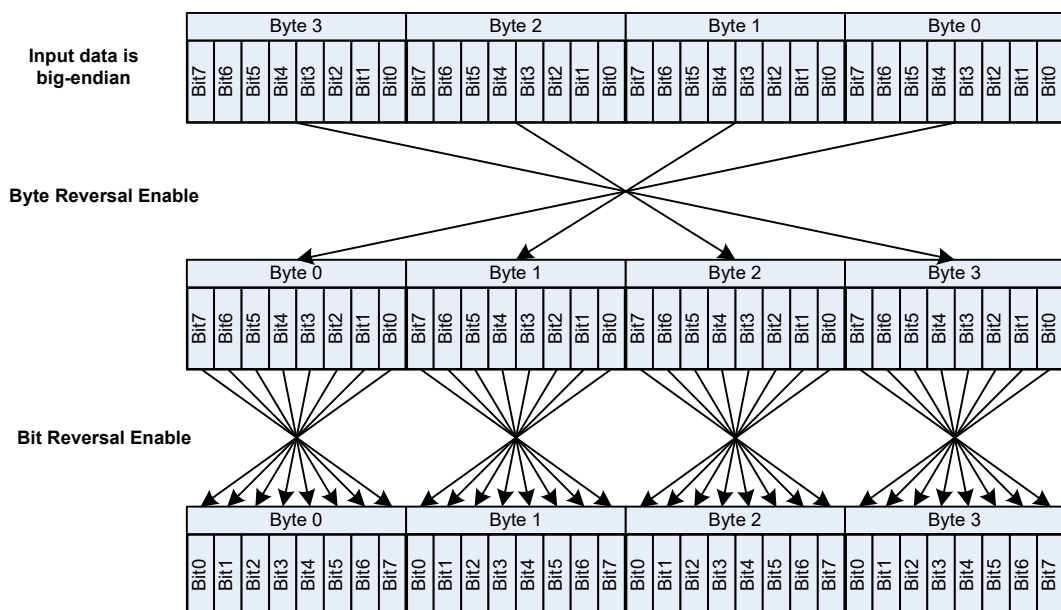 Byte 3 Byte 2 Byte 1 Byte 0
Input data is
big-endian
Bit7 Bit6 Bit5 Bit4 Bit3 Bit2 Bit1 Bit0 Bit7 Bit6 Bit5 Bit4 Bit3 Bit2 Bit1 Bit0 Bit7 Bit6 Bit5 Bit4 Bit3 Bit2 Bit1 Bit0 Bit7 Bit6 Bit5 Bit4 Bit3 Bit2 Bit1 Bit0
Byte Reversal Enable
Byte 0 Byte 1 Byte 2 Byte 3
Bit7 Bit6 Bit5 Bit4 Bit3 Bit2 Bit1 Bit0 Bit7 Bit6 Bit5 Bit4 Bit3 Bit2 Bit1 Bit0 Bit7 Bit6 Bit5 Bit4 Bit3 Bit2 Bit1 Bit0 Bit7 Bit6 Bit5 Bit4 Bit3 Bit2 Bit1 Bit0
Bit Reversal Enable
Byte 0 Byte 1 Byte 2 Byte 3
Bit0 Bit1 Bit2 Bit3 Bit4 Bit5 Bit6 Bit7 Bit0 Bit1 Bit2 Bit3 Bit4 Bit5 Bit6 Bit7 Bit0 Bit1 Bit2 Bit3 Bit4 Bit5 Bit6 Bit7 Bit0 Bit1 Bit2 Bit3 Bit4 Bit5 Bit6 Bit7